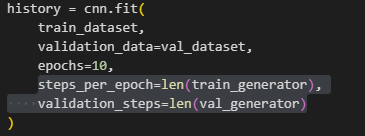 history = cnn.fit(
    train_dataset,
    validation_data=val_dataset,
    epochs=10,
    steps_per_epoch=len(train_generator),
    validation_steps=len(val_generator)
)